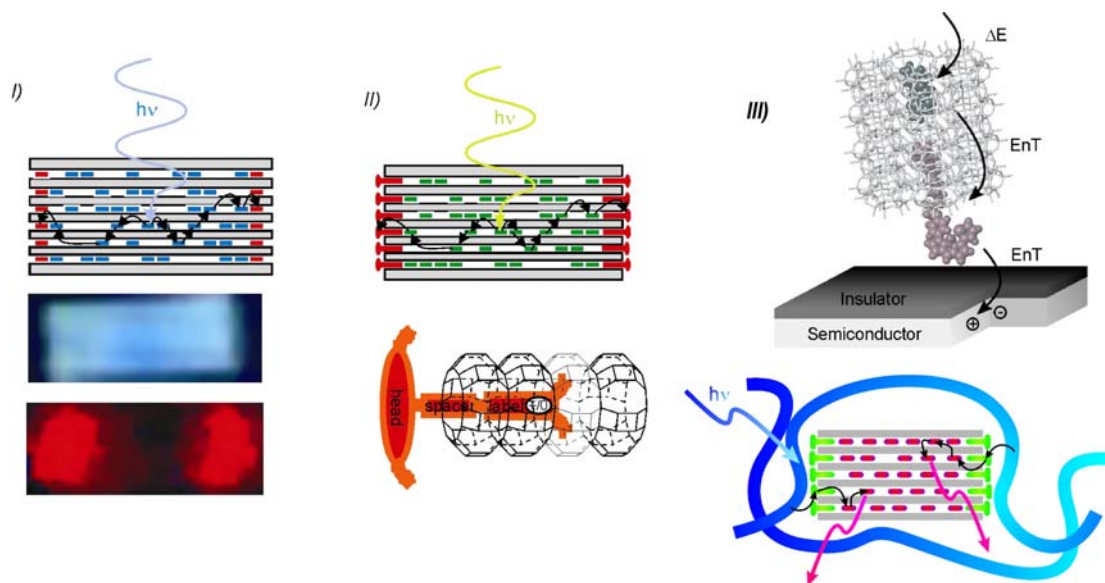 I)
hν
II)
hν
head
spacer
label
III)
ΔE
EnT
EnT
Insulator
Semiconductor
⊕ ⊖
hν